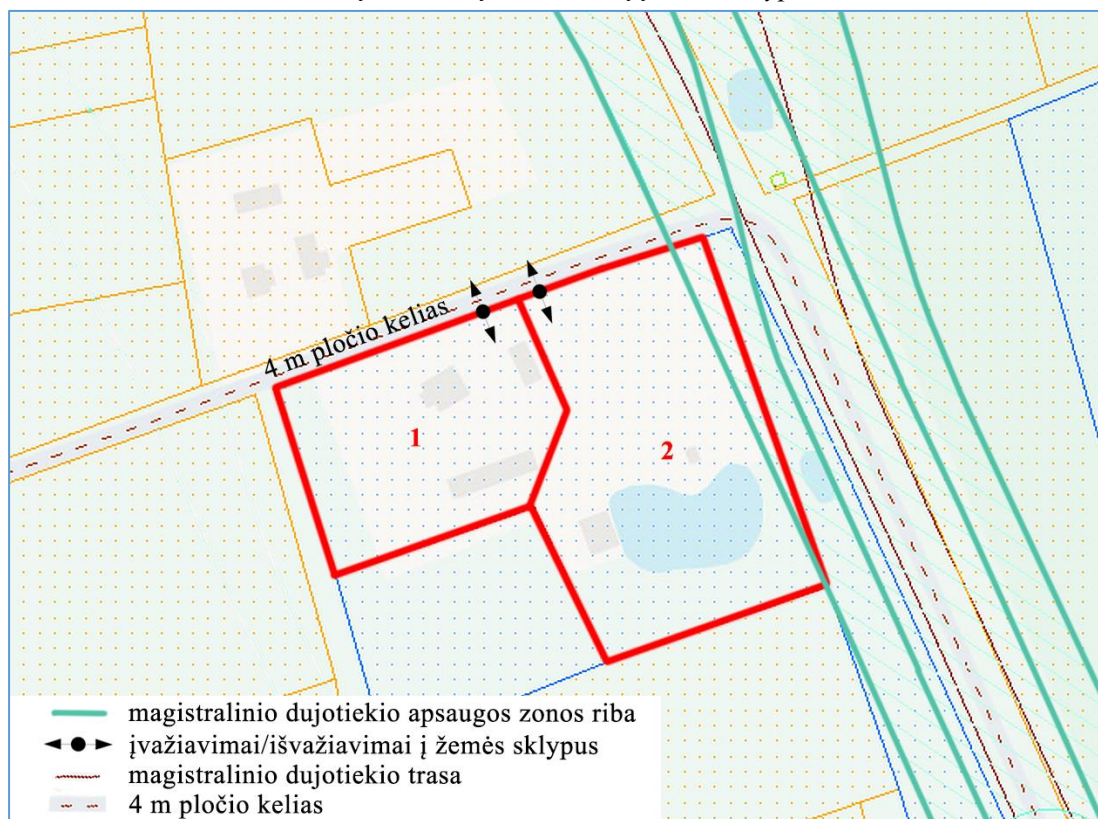 4 m pločio kelias
1
2
magistralinio dujotiekio apsaugos zonos riba
įvažiavimai/išvažiavimai į žemės sklypus
magistralinio dujotiekio trasa
4 m pločio kelias